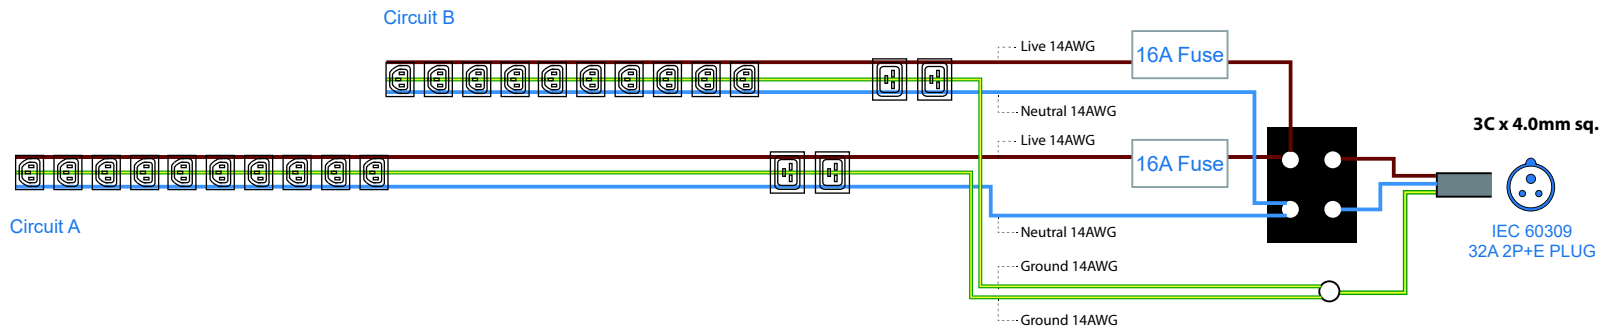 Circuit B
Live 14AWG
16A Fuse
Neutral 14AWG
3C x 4.0mm sq.
Live 14AWG
16A Fuse
Circuit A
Neutral 14AWG
IEC 60309
32A 2P+E PLUG
Ground 14AWG
Ground 14AWG